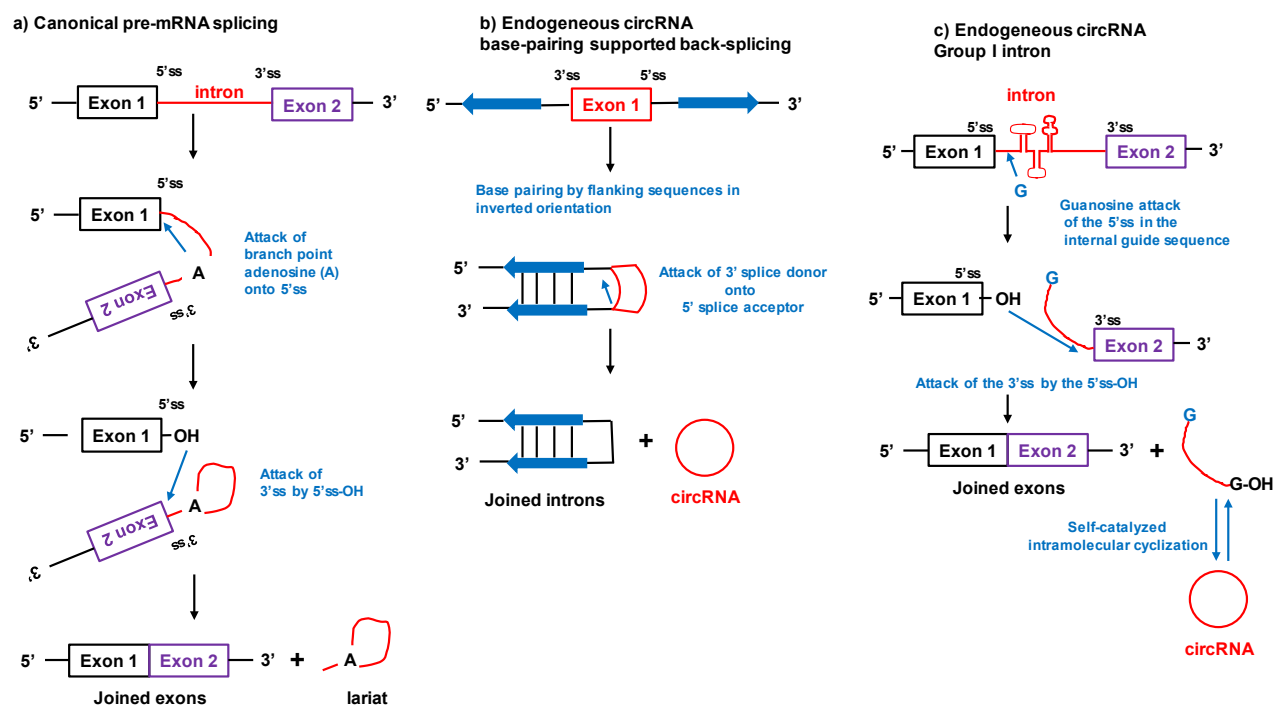 a) Canonical pre-mRNA splicing
5’ss
3’ss
intron
5’
Exon 1
Exon 2
3’
5’ss
5’
Exon 1
Attack of
branch point
adenosine (A)
onto 5’ss
A
Exon 2
3’ss
3’
5’ss
5’
Exon 1
OH
Attack of
3’ss by 5’ss-OH
A
Exon 2
3’ss
3’
5’
Exon 1
Exon 2
3’
+
A
Joined exons
lariat
b) Endogeneous circRNA
base-pairing supported back-splicing
3’ss
5’ss
5’
Exon 1
3’
Base pairing by flanking sequences in
inverted orientation
5’
3’
Attack of 3’ splice donor
onto
5’ splice acceptor
5’
3’
+
Joined introns
circRNA
c) Endogeneous circRNA
Group I intron
intron
5’ss
3’ss
5’
Exon 1
Exon 2
3’
G
Guanosine attack
of the 5’ss in the
internal guide sequence
5’ss
5’
Exon 1
OH
G
3’ss
Exon 2
3’
Attack of the 3’ss by the 5’ss-OH
5’
Exon 1
Exon 2
3’
+
G
G-OH
Joined exons
Self-catalyzed
intramolecular cyclization
circRNA